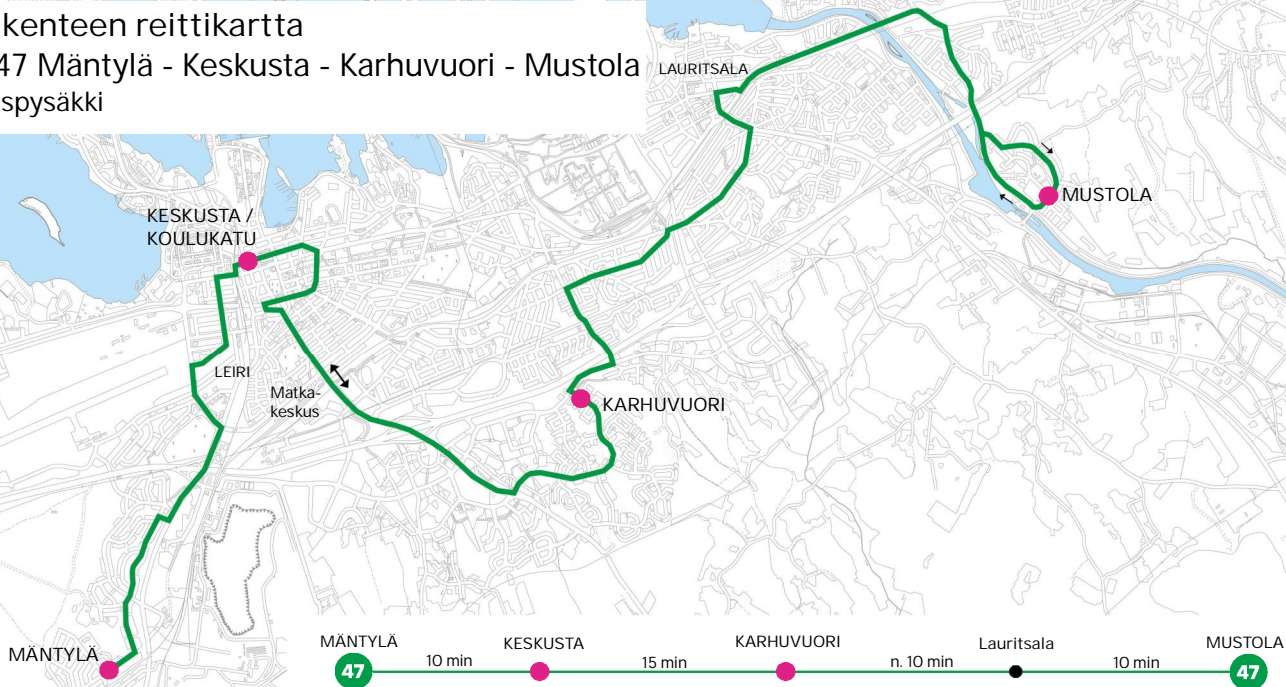 kenteen reittikartta
47 Mäntylä - Keskusta - Karhuvuori - Mustola
spysäkki
LAURITSALA
MUSTOLA
KESKUSTA /
KOULUKATU
LEIRI
Matka-
keskus
KARHUVUORI
MÄNTYLÄ
MÄNTYLÄ
KESKUSTA
KARHUVUORI
Lauritsala
MUSTOLA
47
10 min
15 min
n. 10 min
10 min
47